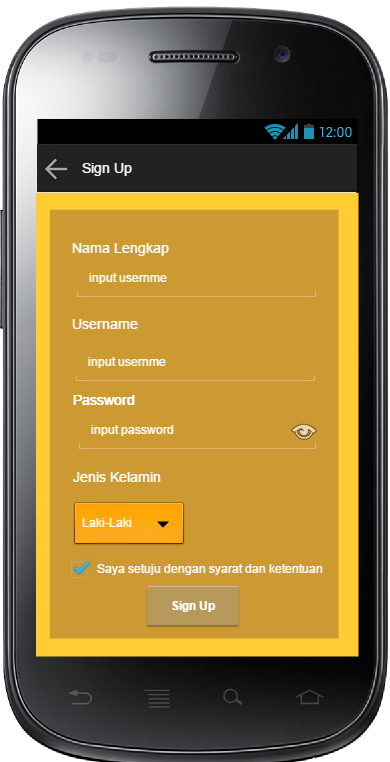 12:00
Sign Up
Nama Lengkap
input usernme
Username
input usernme
Password
input password
Jenis Kelamin
Laki-Laki
Saya setuju dengan syarat dan ketentuan
Sign Up